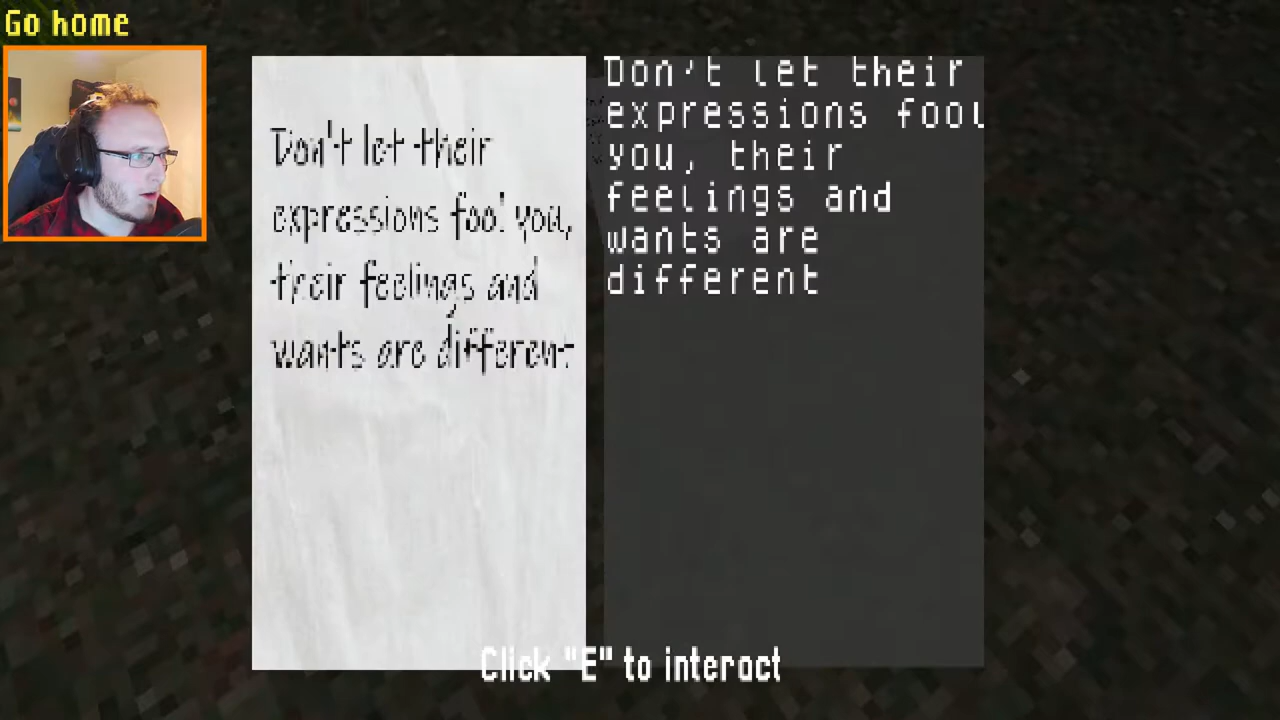 Go home
Don't let their
expressions fool you,
their feelings and
wants are different
Don't let their
expressions fool
you, their
feelings and
wants are
different
Click "E" to interact